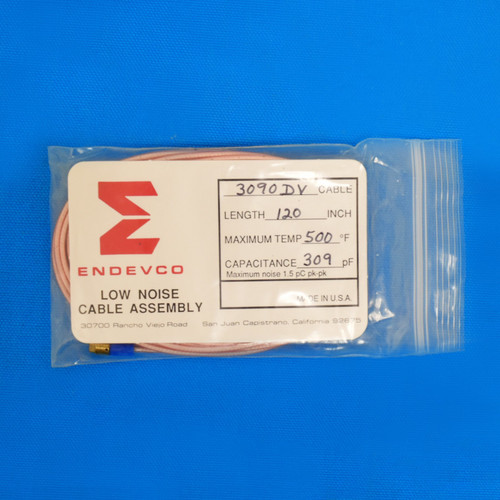 ENDEVCO
LOW NOISE
CABLE ASSEMBLY
3090DV CABLE
LENGTH 120 INCH
MAXIMUM TEMP 500 °F
CAPACITANCE 309 pF
Maximum noise 1.5 pC pk-pk
MADE IN U.S.A.
30700 Rancho Viejo Road San Juan Capistrano, California 92675